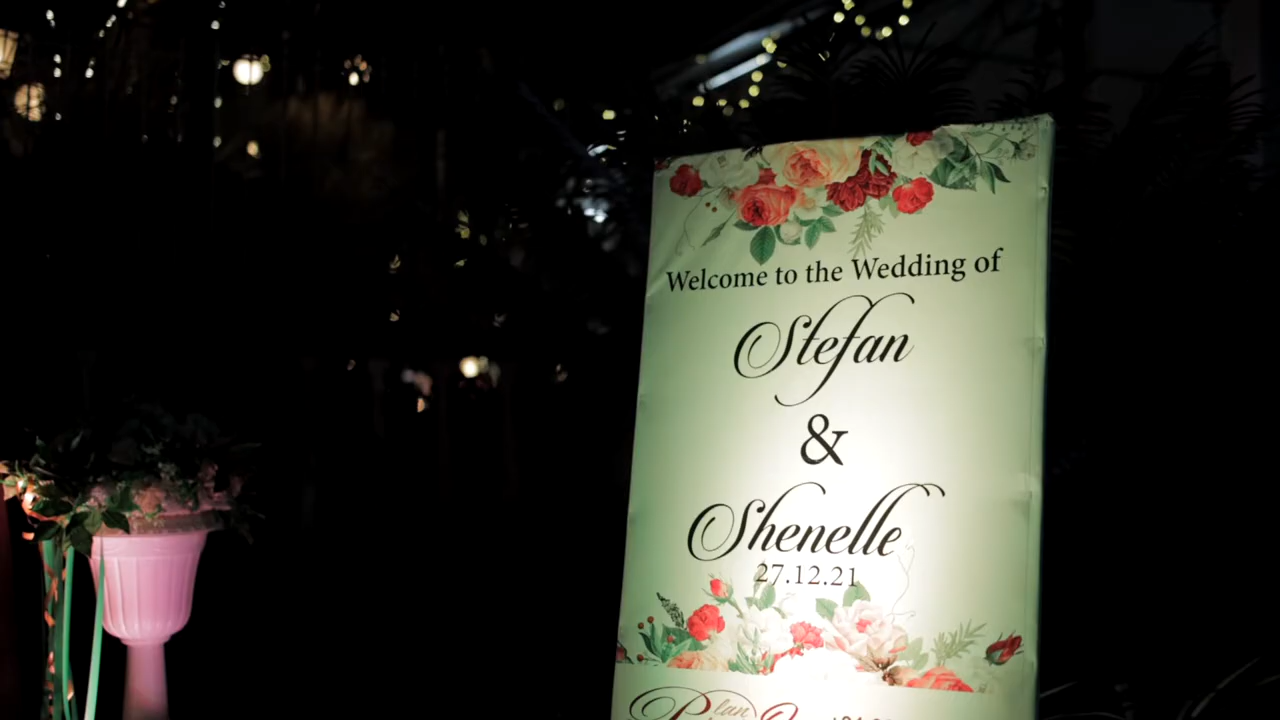 Welcome to the Wedding of
Stefan
&
Shenelle
27.12.21